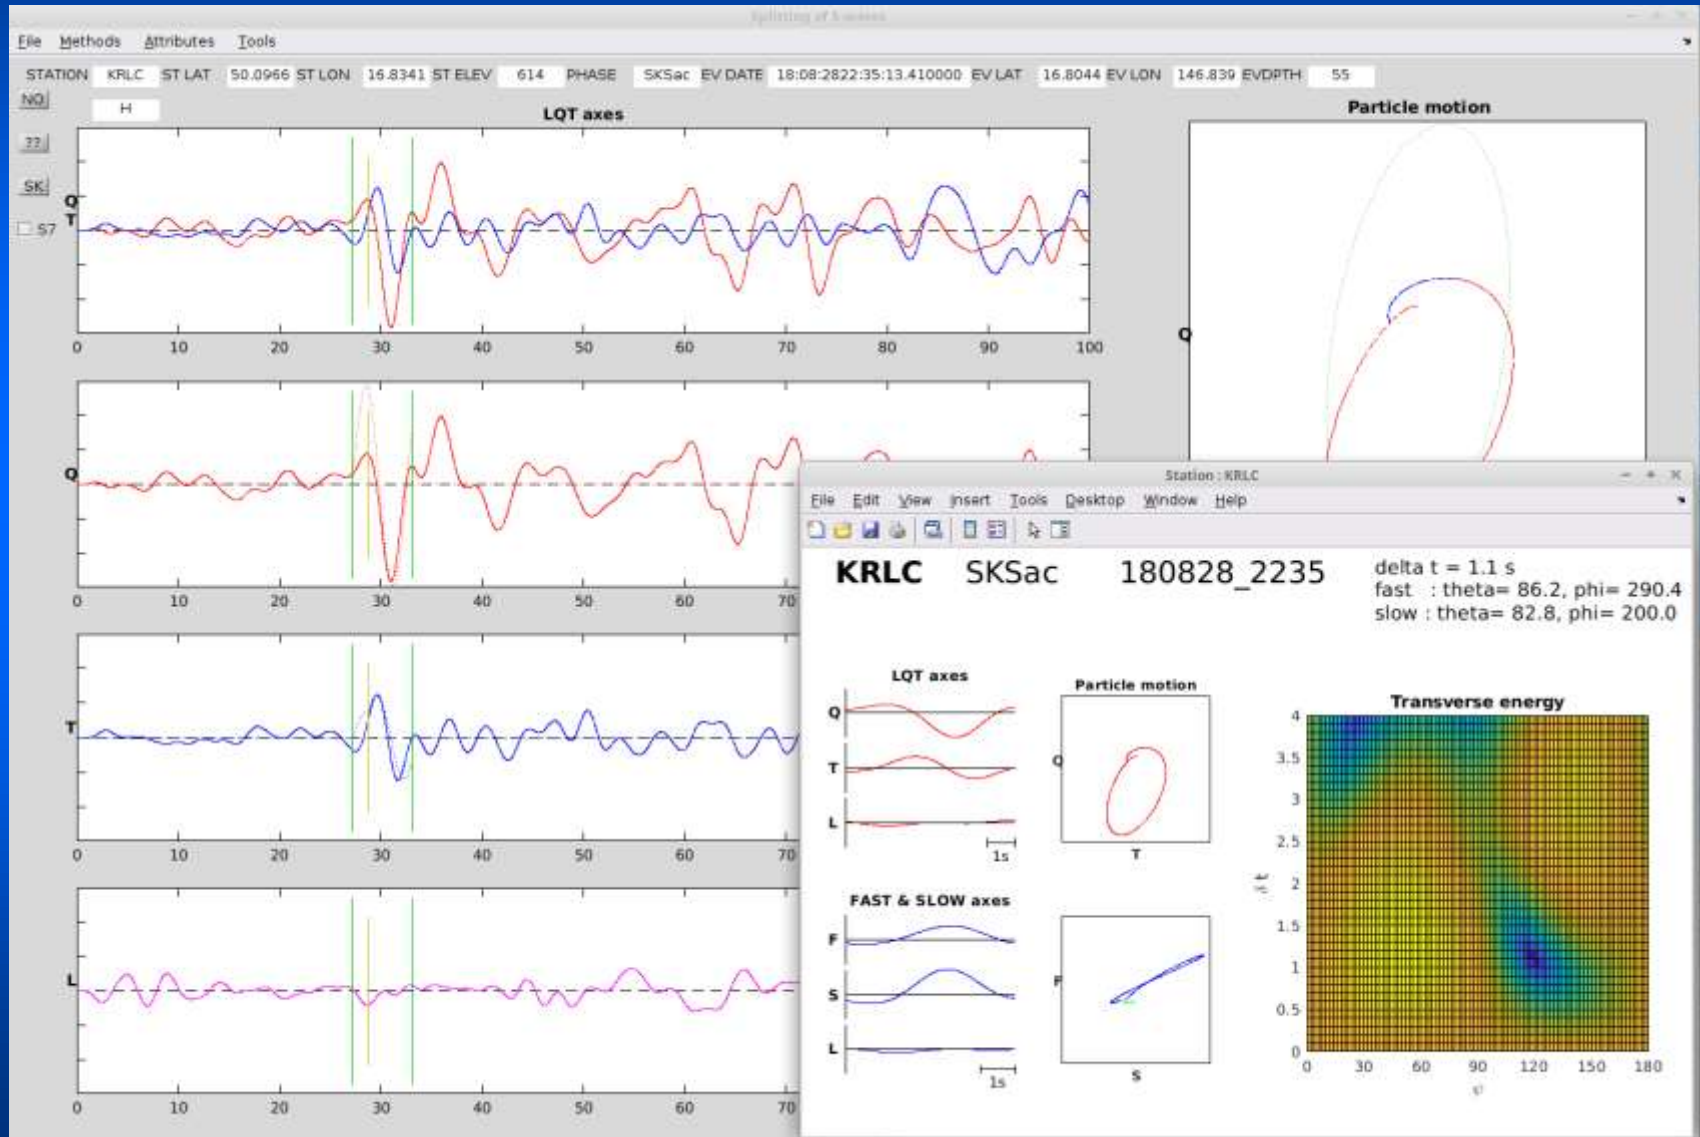 Splitting of S-waves
File Methods Attributes Tools
STATION KRLC ST LAT 50.0966 ST LON 16.8341 ST ELEV 614 PHASE SKSac EV DATE 18:08:2822:35:13.410000 EV LAT 16.8044 EV LON 146.839 EVDPTH 55
NO
H
LQT axes
Particle motion
??
SK
S7
Q
T
0 10 20 30 40 50 60 70 80 90 100
Q
Q
0 10 20 30 40 50 60 70
T
0 10 20 30 40 50 60 70
L
0 10 20 30 40 50 60 70
Station : KRLC
File Edit View Insert Tools Desktop Window Help
KRLC SKSac 180828_2235
delta t = 1.1 s
fast : theta= 86.2, phi= 290.4
slow : theta= 82.8, phi= 200.0
LQT axes
Q
T
L
1s
Particle motion
Q
T
FAST & SLOW axes
F
S
L
1s
F
S
Transverse energy
4
3.5
3
2.5
2
1.5
1
0.5
0
0 30 60 90 120 150 180